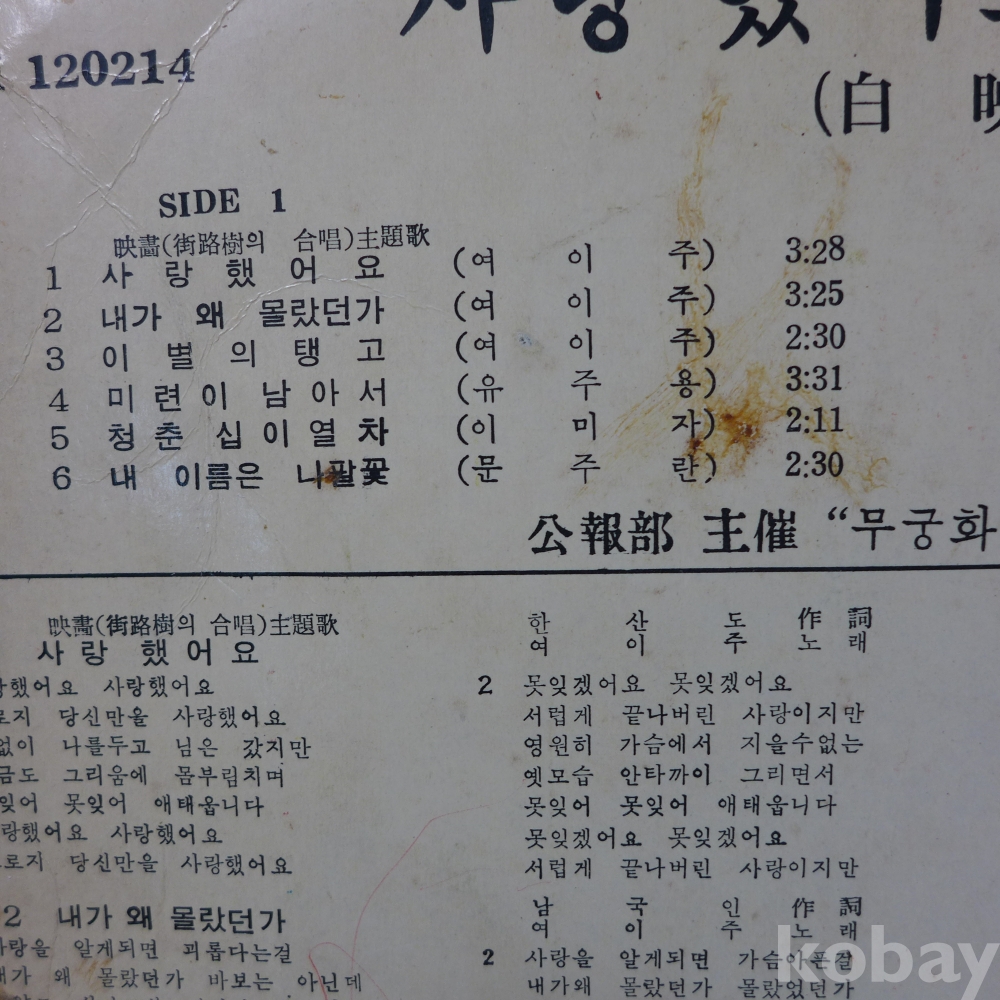 사랑했
120214
(白 映
SIDE 1
映畵(街路樹의 合唱)主題歌
1 사랑했어요 (여이주) 3:28
2 내가 왜 몰랐던가 (여이주) 3:25
3 이별의 탱고 (여이주) 2:30
4 미련이 남아서 (유주용) 3:31
5 청춘 십이열차 (이미자) 2:11
6 내 이름은 나팔꽃 (문주란) 2:30
公報部 主催 “무궁화
映畵(街路樹의 合唱)主題歌
사랑했어요
한산도 作詞
여이주 노래
랑했어요 사랑했어요
로지 당신만을 사랑했어요
없이 나를두고 님은 갔지만
금도 그리움에 몸부림치며
잊어 못잊어 애태웁니다
랑했어요 사랑했어요
로지 당신만을 사랑했어요
2 못잊겠어요 못잊겠어요
서럽게 끝나버린 사랑이지만
영원히 가슴에서 지을수없는
옛모습 안타까이 그리면서
못잊어 못잊어 애태웁니다
못잊겠어요 못잊겠어요
서럽게 끝나버린 사랑이지만
2 내가 왜 몰랐던가
남국인 作詞
여이주 노래
사랑을 알게되면 괴롭다는걸
내가 왜 몰랐던가 바보는 아닌데
2 사랑을 알게되면 가슴아픈줄
내가왜 몰랐던가 몰랐었던가
kobay